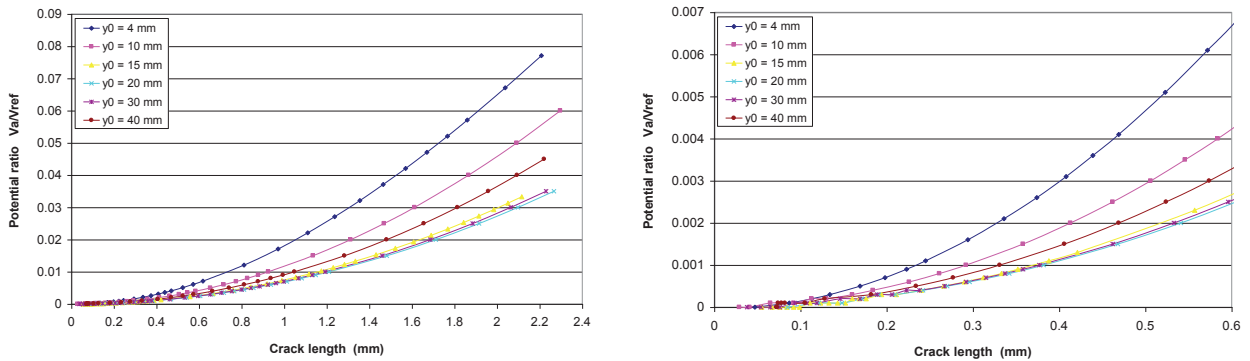 0.09
0.08
0.07
0.06
0.05
0.04
0.03
0.02
0.01
0
Potential ratio Va/Vref
y0 = 4 mm
y0 = 10 mm
y0 = 15 mm
y0 = 20 mm
y0 = 30 mm
y0 = 40 mm
0 0.2 0.4 0.6 0.8 1 1.2 1.4 1.6 1.8 2 2.2 2.4
Crack length (mm)
0.007
0.006
0.005
0.004
0.003
0.002
0.001
0.000
Potential ratio Va/Vref
y0 = 4 mm
y0 = 10 mm
y0 = 15 mm
y0 = 20 mm
y0 = 30 mm
y0 = 40 mm
0 0.1 0.2 0.3 0.4 0.5 0.6
Crack length (mm)